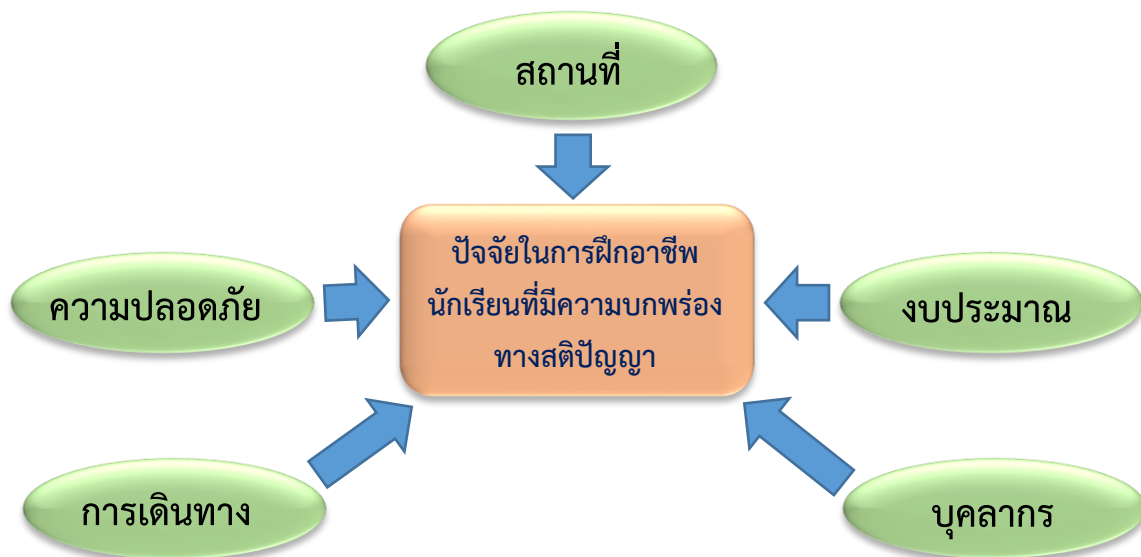 สถานที่
ปัจจัยในการฝึกอาชีพ
นักเรียนที่มีความบกพร่อง
ทางสติปัญญา
ความปลอดภัย
งบประมาณ
การเดินทาง
บุคลากร